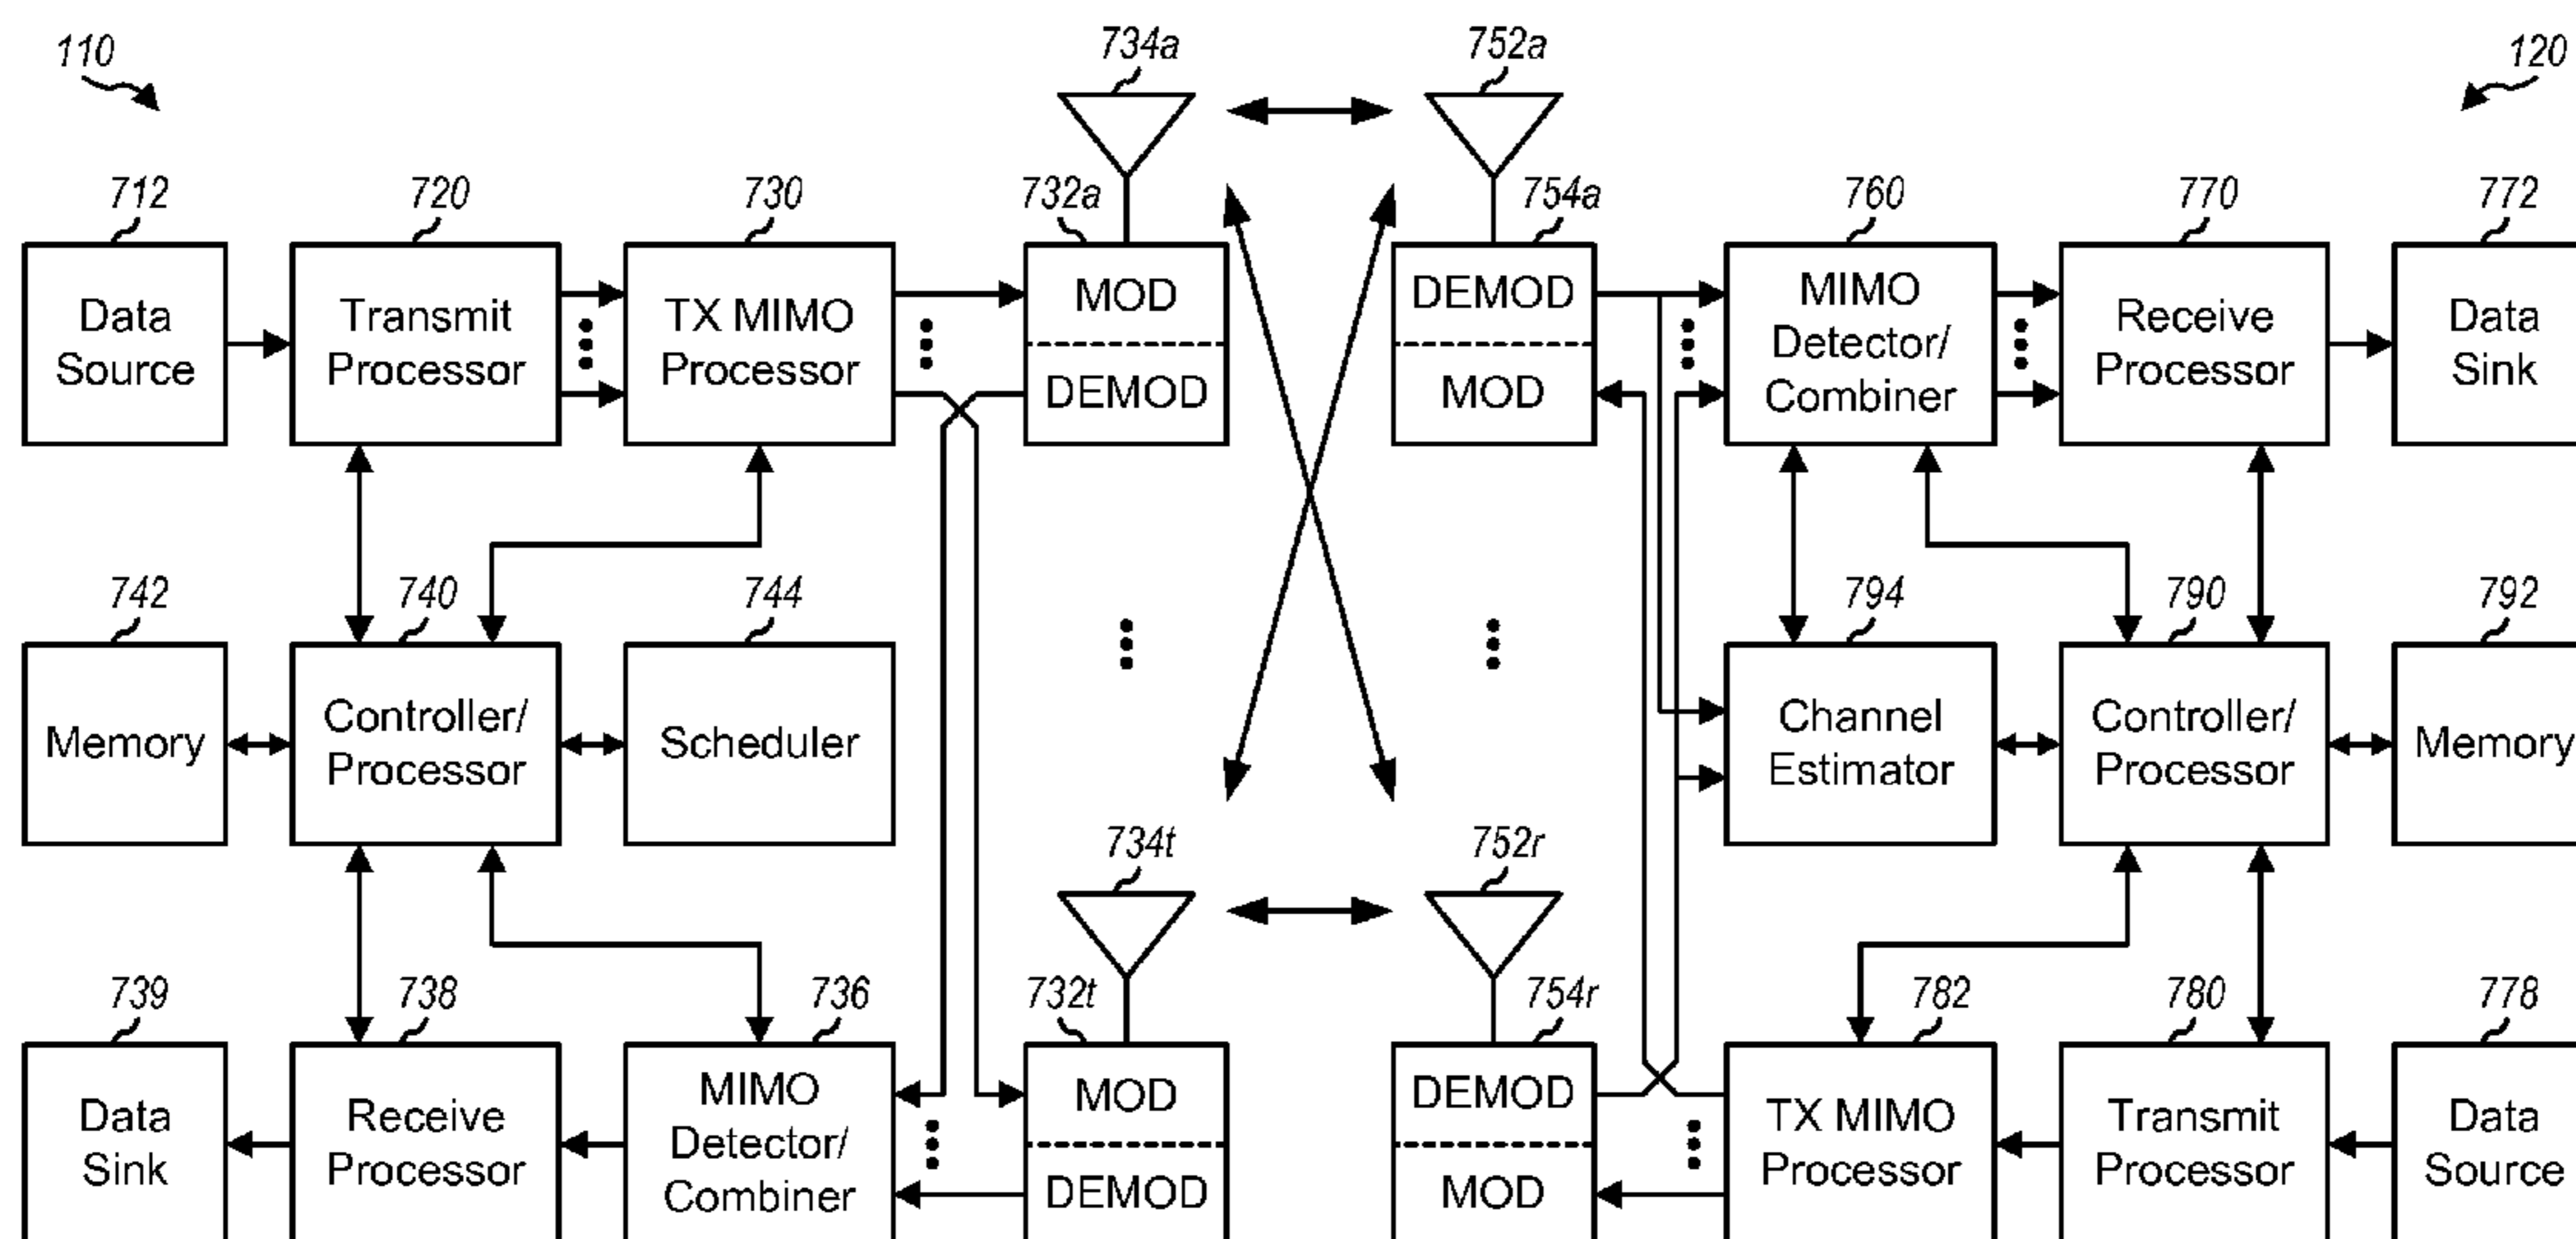 110
734a
752a
120
712
720
730
732a
754a
760
770
772
Data
Source
Transmit
Processor
TX MIMO
Processor
MOD
DEMOD
DEMOD
MOD
MIMO
Detector/
Combiner
Receive
Processor
Data
Sink
742
740
744
794
790
792
Memory
Controller/
Processor
Scheduler
Channel
Estimator
Controller/
Processor
Memory
734t
752r
739
738
736
732t
754r
782
780
778
Data
Sink
Receive
Processor
MIMO
Detector/
Combiner
MOD
DEMOD
DEMOD
MOD
TX MIMO
Processor
Transmit
Processor
Data
Source